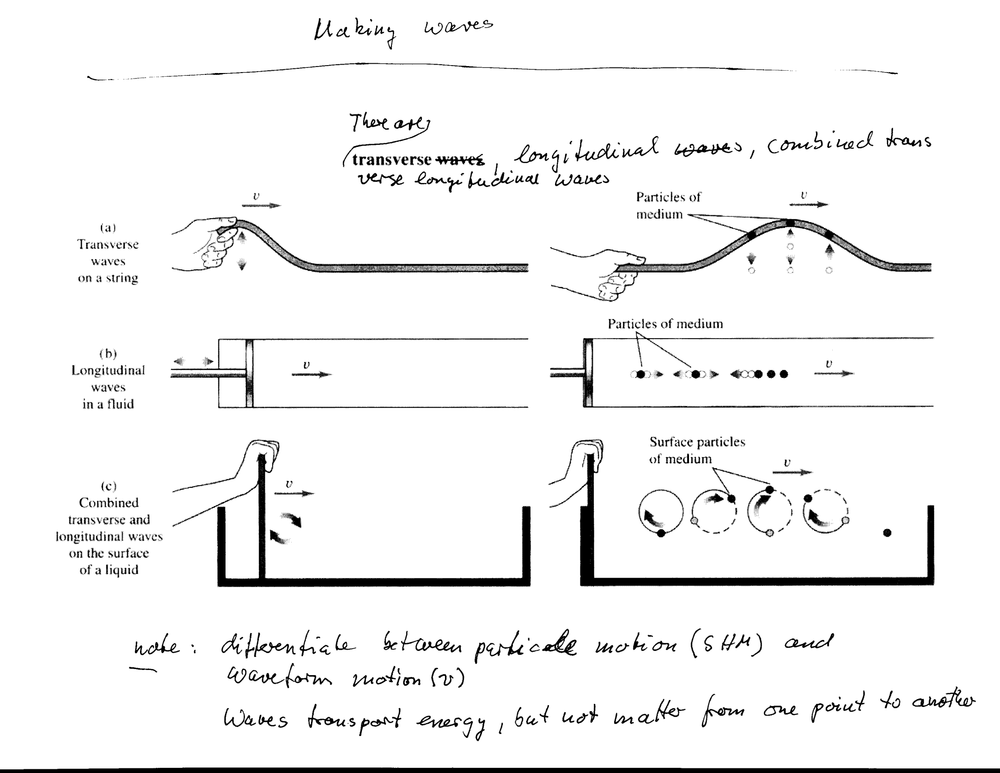 Making waves
There are
transverse waves, longitudinal waves, combined trans
verse longitudinal waves
v
Particles of
medium
v
(a)
Transverse
waves
on a string
Particles of medium
(b)
Longitudinal
waves
in a fluid
v
v
Surface particles
of medium
v
(c)
Combined
transverse and
longitudinal waves
on the surface
of a liquid
v
note: differentiate between particle motion (SHM) and
waveform motion (v)
Waves transport energy, but not matter from one point to another